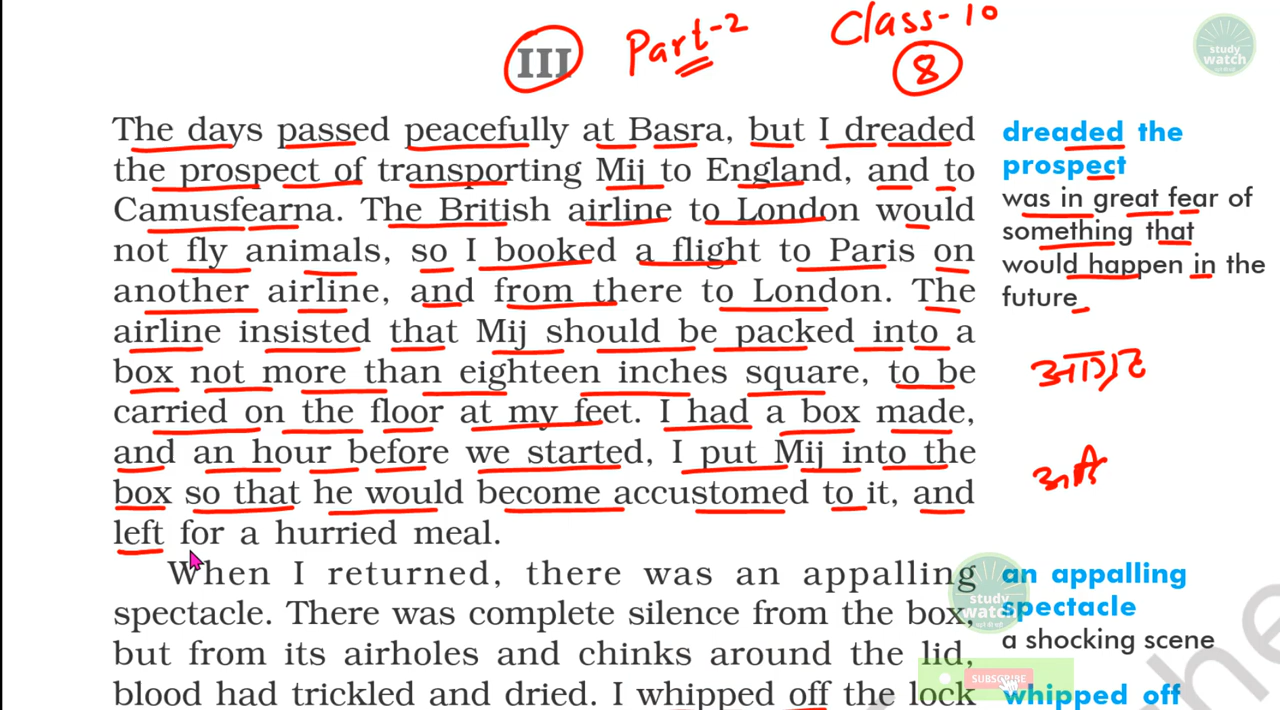 III Part-2 Class-10
8
study
watch
The days passed peacefully at Basra, but I dreaded
the prospect of transporting Mij to England, and to
Camusfearna. The British airline to London would
not fly animals, so I booked a flight to Paris on
another airline, and from there to London. The
airline insisted that Mij should be packed into a
box not more than eighteen inches square, to be
carried on the floor at my feet. I had a box made,
and an hour before we started, I put Mij into the
box so that he would become accustomed to it, and
left for a hurried meal.
When I returned, there was an appalling
spectacle. There was complete silence from the box,
but from its airholes and chinks around the lid,
blood had trickled and dried. I whipped off the lock
dreaded the
prospect
was in great fear of
something that
would happen in the
future
an appalling
spectacle
a shocking scene
whipped off
study
watch
SUBSCRIBE